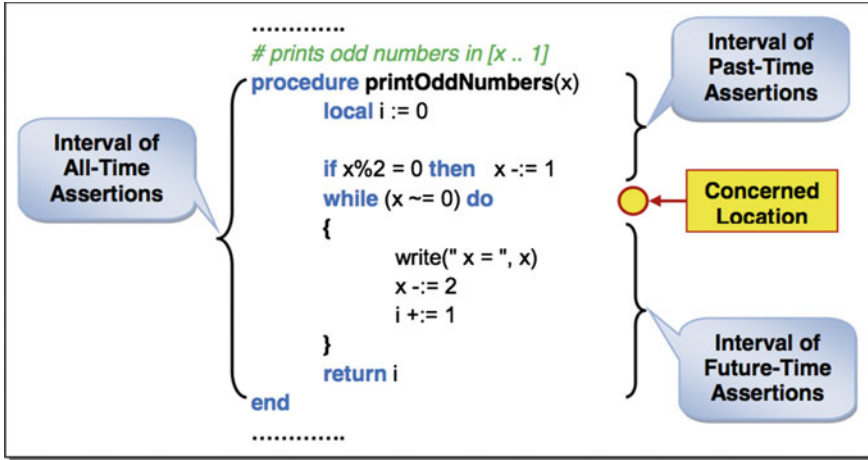 .............
# prints odd numbers in [x .. 1]
procedure printOddNumbers(x)
local i := 0
if x%2 = 0 then x -:= 1
while (x ~= 0) do
{
write(" x = ", x)
x -:= 2
i +:= 1
}
return i
end
.............
Interval of
All-Time
Assertions
Interval of
Past-Time
Assertions
Concerned
Location
Interval of
Future-Time
Assertions